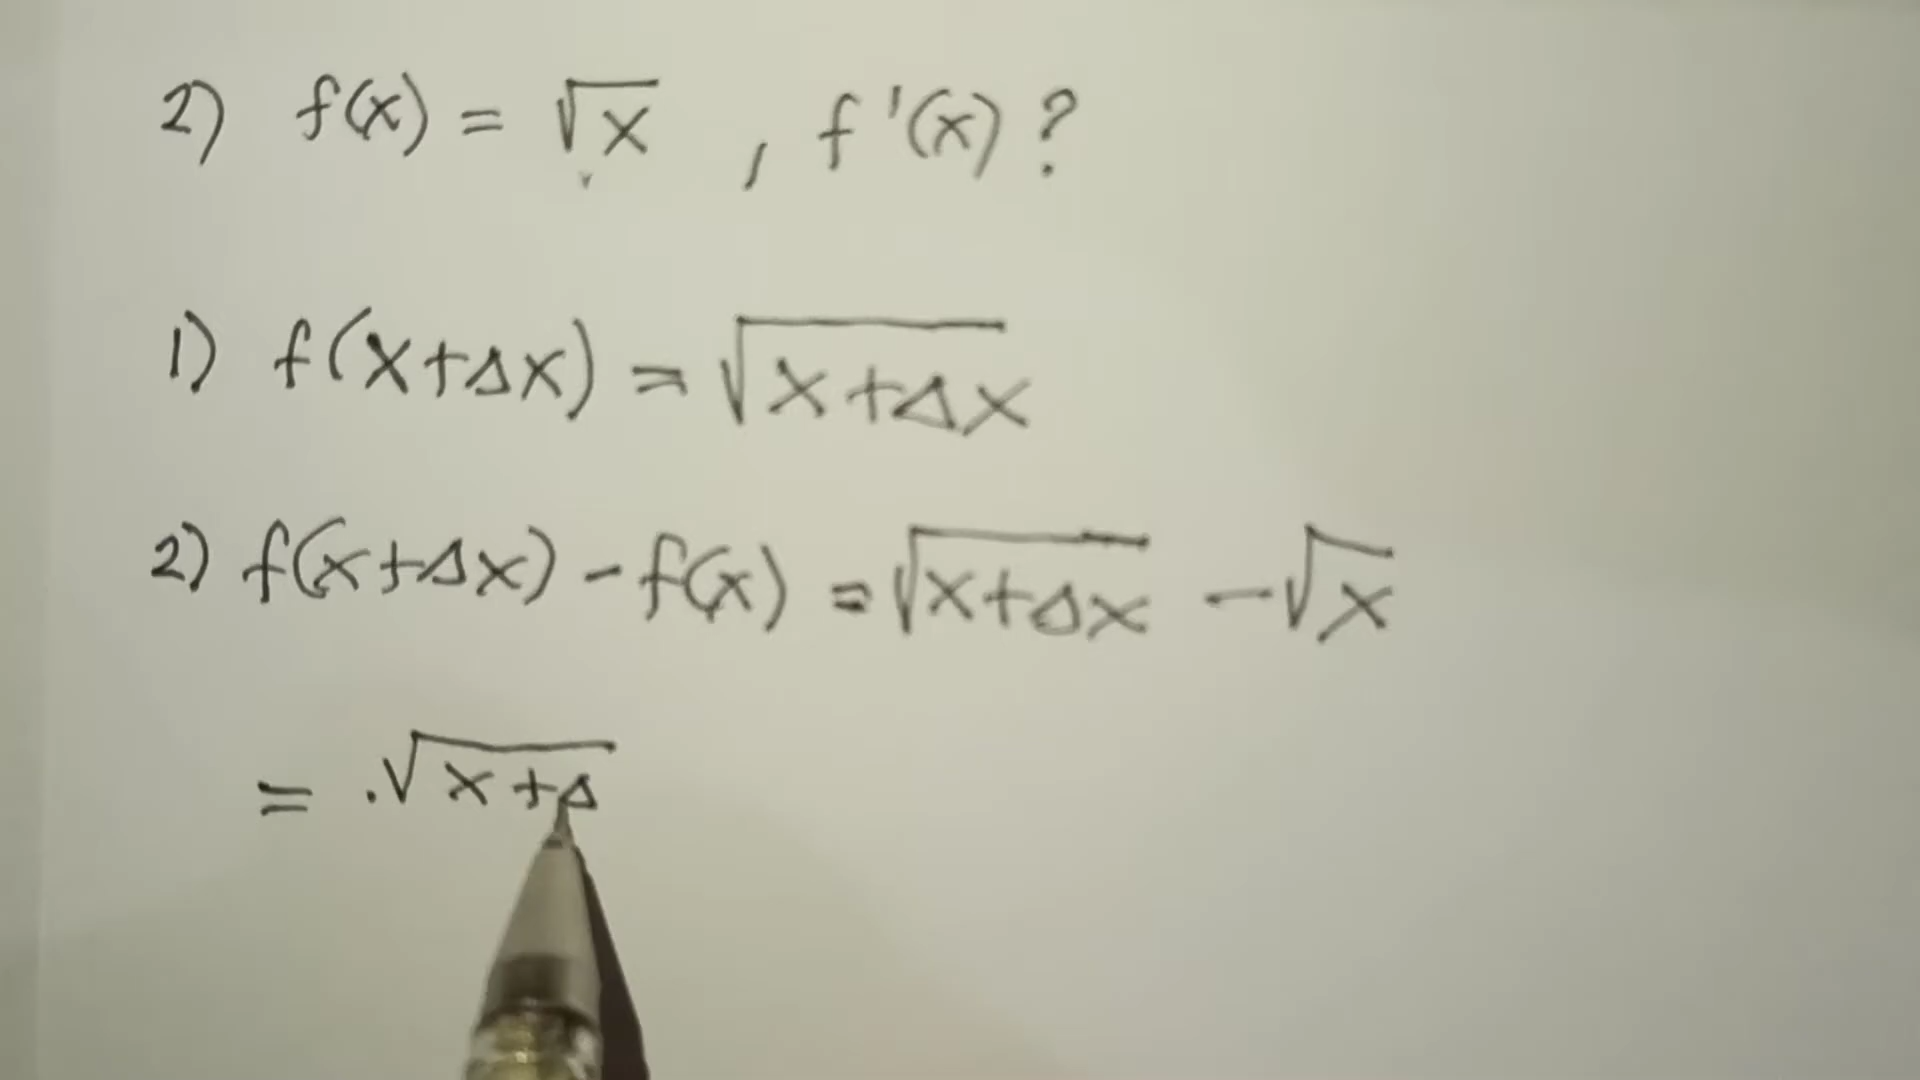 2) f(x) = √x , f'(x) ?
1) f(x+Δx) = √x+Δx
2) f(x+Δx) - f(x) = √x+Δx - √x
= .√x+Δ